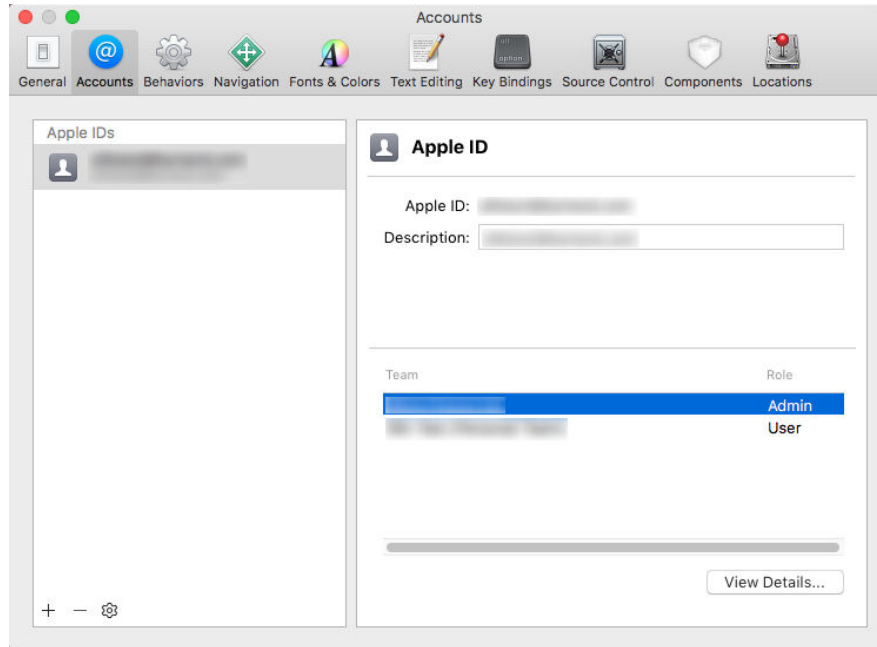 Accounts
General Accounts Behaviors Navigation Fonts & Colors Text Editing Key Bindings Source Control Components Locations
Apple IDs
Apple ID
Apple ID:
Description:
Team Role
Admin
User
View Details...